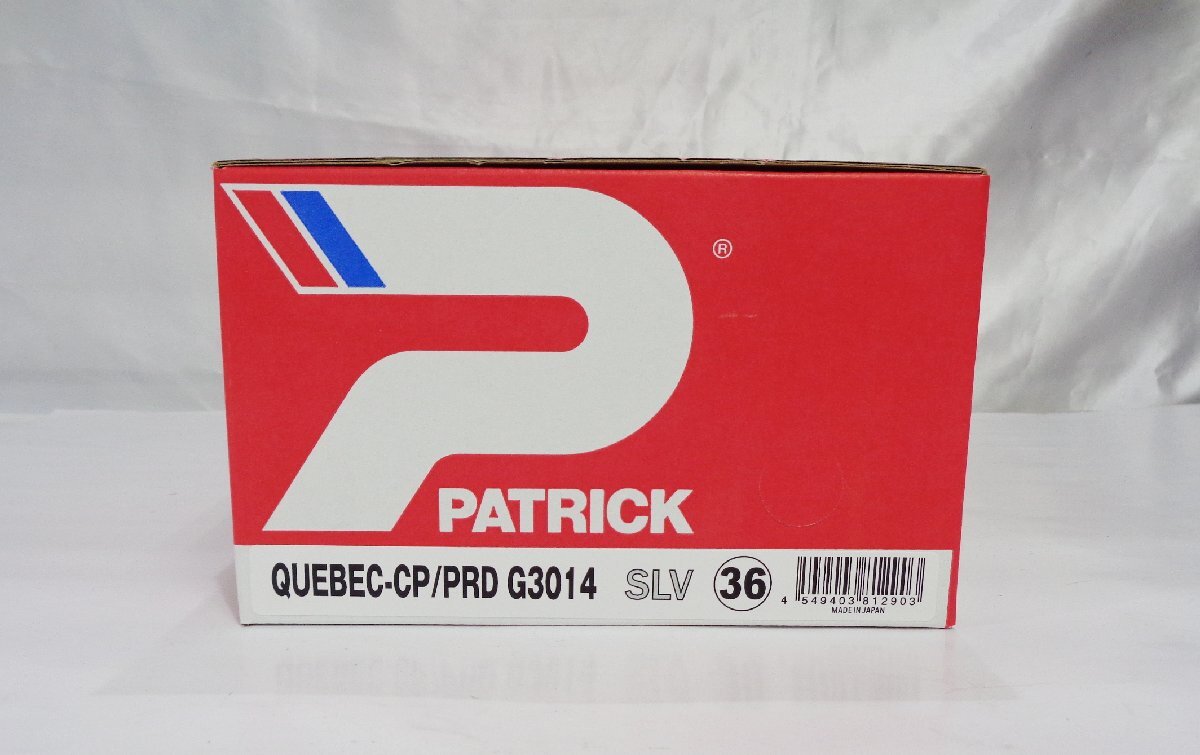 ®
PATRICK
QUEBEC-CP/PRD G3014 SLV 36
4 549403 812903
MADE IN JAPAN